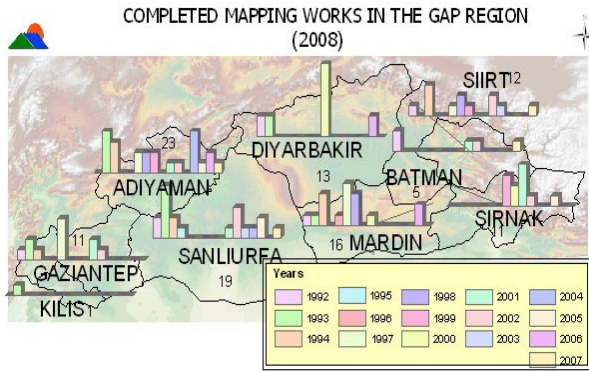 COMPLETED MAPPING WORKS IN THE GAP REGION
(2008)
SIIRT 12
23
DIYARBAKIR
ADIYAMAN
13
BATMAN
5
SIRNAK
11
16 MARDIN
11
GAZIANTEP
SANLIURFA
19
KILIS 1
Years
1992 1995 1998 2001 2004
1993 1996 1999 2002 2005
1994 1997 2000 2003 2006
2007